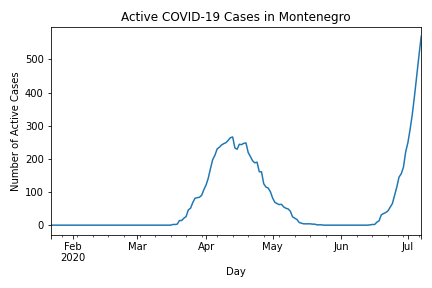 Active COVID-19 Cases in Montenegro
Number of Active Cases
500
400
300
200
100
0
Feb Mar Apr May Jun Jul
2020
Day